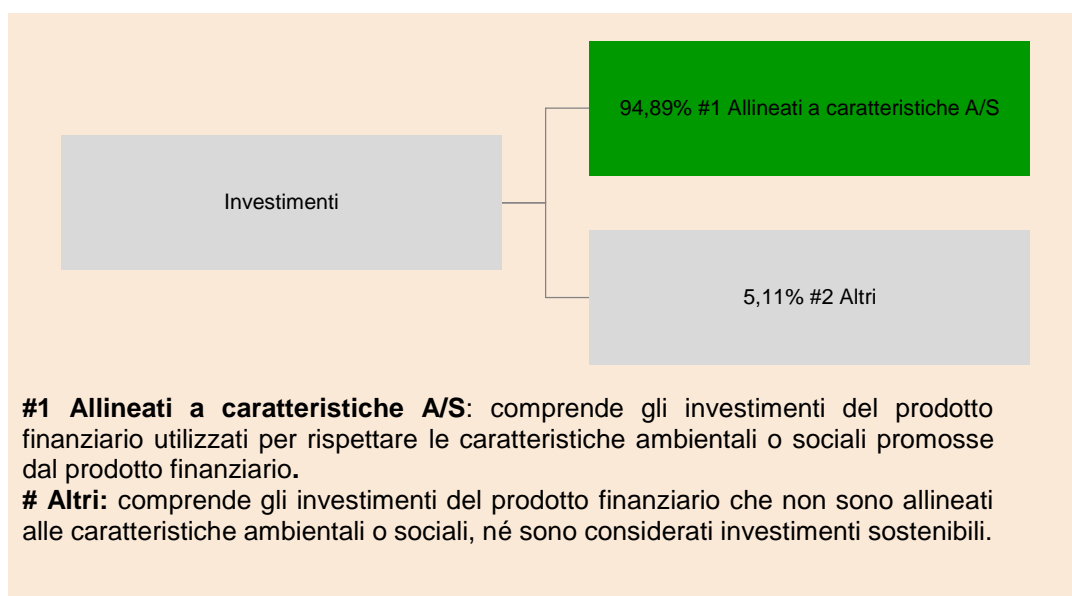 94,89% #1 Allineati a caratteristiche A/S
Investimenti
5,11% #2 Altri
#1 Allineati a caratteristiche A/S: comprende gli investimenti del prodotto
finanziario utilizzati per rispettare le caratteristiche ambientali o sociali promosse
dal prodotto finanziario.
# Altri: comprende gli investimenti del prodotto finanziario che non sono allineati
alle caratteristiche ambientali o sociali, né sono considerati investimenti sostenibili.